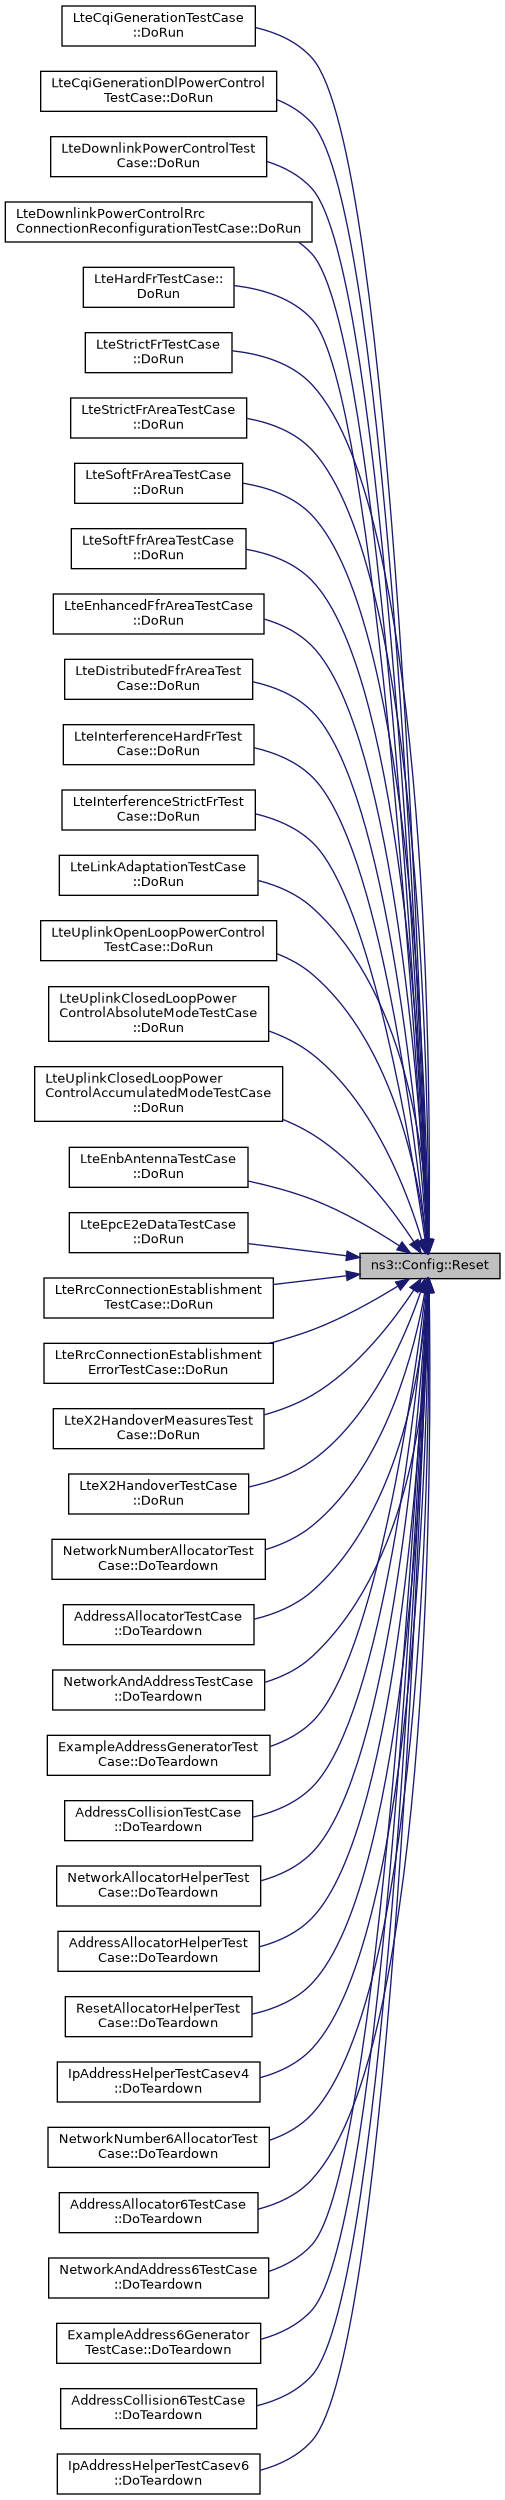 LteCqiGenerationTestCase
::DoRun
LteCqiGenerationDlPowerControl
TestCase::DoRun
LteDownlinkPowerControlTest
Case::DoRun
LteDownlinkPowerControlRrc
ConnectionReconfigurationTestCase::DoRun
LteHardFrTestCase::
DoRun
LteStrictFrTestCase
::DoRun
LteStrictFrAreaTestCase
::DoRun
LteSoftFrAreaTestCase
::DoRun
LteSoftFfrAreaTestCase
::DoRun
LteEnhancedFfrAreaTestCase
::DoRun
LteDistributedFfrAreaTest
Case::DoRun
LteInterferenceHardFrTest
Case::DoRun
LteInterferenceStrictFrTest
Case::DoRun
LteLinkAdaptationTestCase
::DoRun
LteUplinkOpenLoopPowerControl
TestCase::DoRun
LteUplinkClosedLoopPower
ControlAbsoluteModeTestCase
::DoRun
LteUplinkClosedLoopPower
ControlAccumulatedModeTestCase
::DoRun
LteEnbAntennaTestCase
::DoRun
LteEpcE2eDataTestCase
::DoRun
ns3::Config::Reset
LteRrcConnectionEstablishment
TestCase::DoRun
LteRrcConnectionEstablishment
ErrorTestCase::DoRun
LteX2HandoverMeasuresTest
Case::DoRun
LteX2HandoverTestCase
::DoRun
NetworkNumberAllocatorTest
Case::DoTeardown
AddressAllocatorTestCase
::DoTeardown
NetworkAndAddressTestCase
::DoTeardown
ExampleAddressGeneratorTest
Case::DoTeardown
AddressCollisionTestCase
::DoTeardown
NetworkAllocatorHelperTest
Case::DoTeardown
AddressAllocatorHelperTest
Case::DoTeardown
ResetAllocatorHelperTest
Case::DoTeardown
IpAddressHelperTestCasev4
::DoTeardown
NetworkNumber6AllocatorTest
Case::DoTeardown
AddressAllocator6TestCase
::DoTeardown
NetworkAndAddress6TestCase
::DoTeardown
ExampleAddress6Generator
TestCase::DoTeardown
AddressCollision6TestCase
::DoTeardown
IpAddressHelperTestCasev6
::DoTeardown